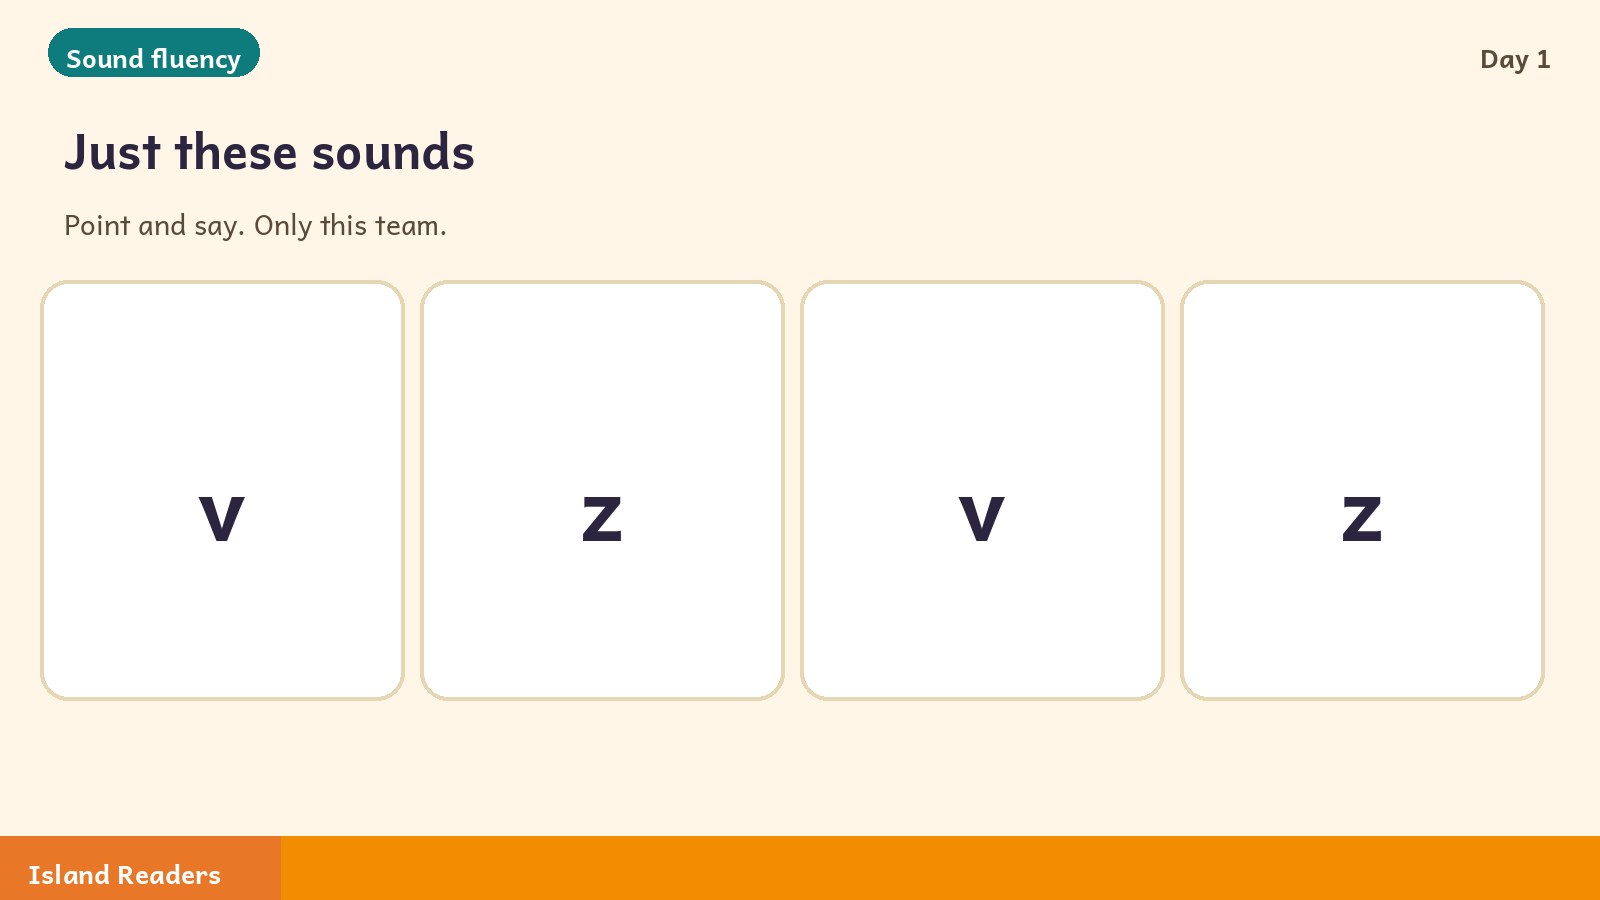 Sound fluency
Day 1
Just these sounds
Point and say. Only this team.
v z v z
Island Readers